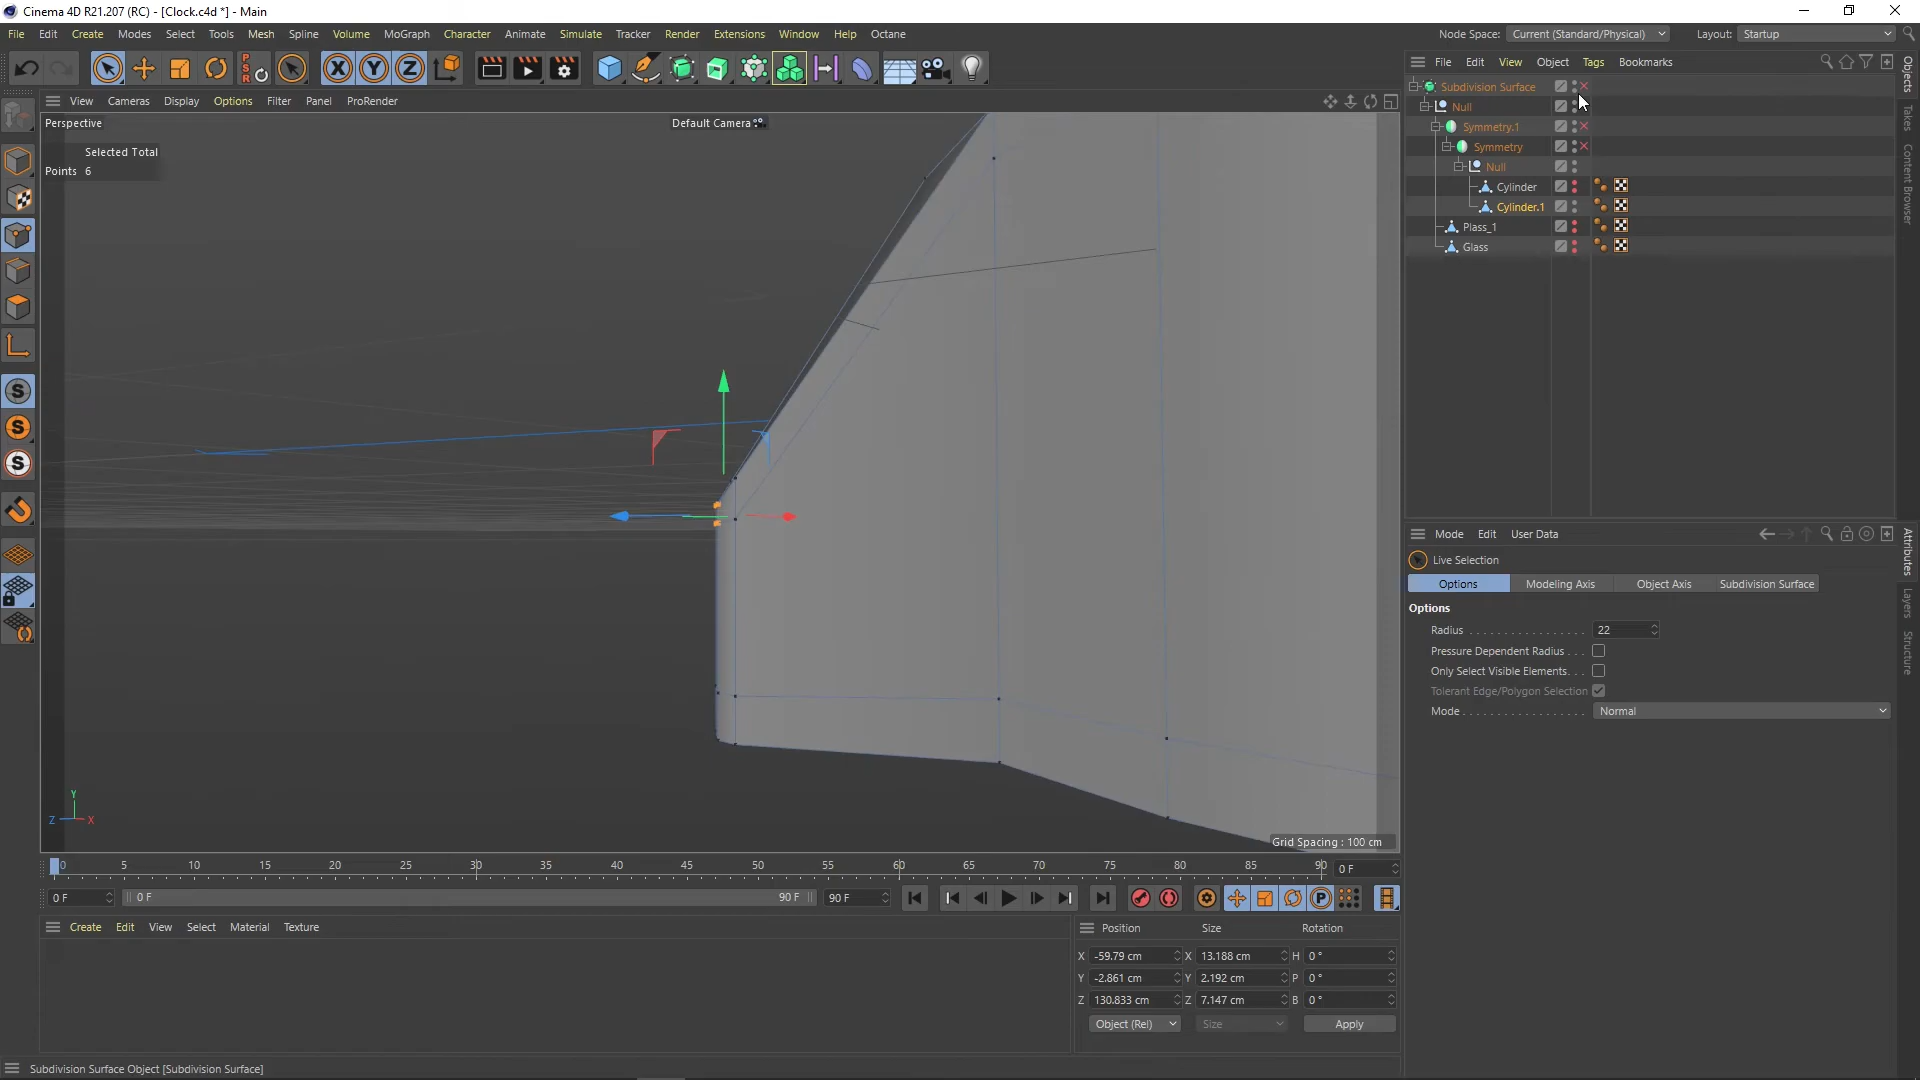 Cinema 4D R21.207 (RC) - [Clock.c4d *] - Main
File Edit Create Modes Select Tools Mesh Spline Volume MoGraph Character Animate Simulate Tracker Render Extensions Window Help Octane
Node Space: Current (Standard/Physical) Layout: Startup
PSR X Y Z
File Edit View Object Tags Bookmarks
View Cameras Display Options Filter Panel ProRender
Perspective
Default Camera
Selected Total
Points 6
Subdivision Surface
Null
Symmetry.1
Symmetry
Null
Cylinder
Cylinder.1
Plass_1
Glass
Objects
Takes
Content Browser
S
S
S
Mode Edit User Data
Live Selection
Options Modeling Axis Object Axis Subdivision Surface
Options
Radius 22
Pressure Dependent Radius
Only Select Visible Elements
Tolerant Edge/Polygon Selection
Mode Normal
Attributes
Layers
Structure
Y
Z X
Grid Spacing : 100 cm
0 5 10 15 20 25 30 35 40 45 50 55 60 65 70 75 80 85 90 0 F
0 F 0 F 90 F 90 F P
Create Edit View Select Material Texture
Position Size Rotation
X -59.79 cm X 13.188 cm H 0 °
Y -2.861 cm Y 2.192 cm P 0 °
Z 130.833 cm Z 7.147 cm B 0 °
Object (Rel) Size Apply
Subdivision Surface Object [Subdivision Surface]